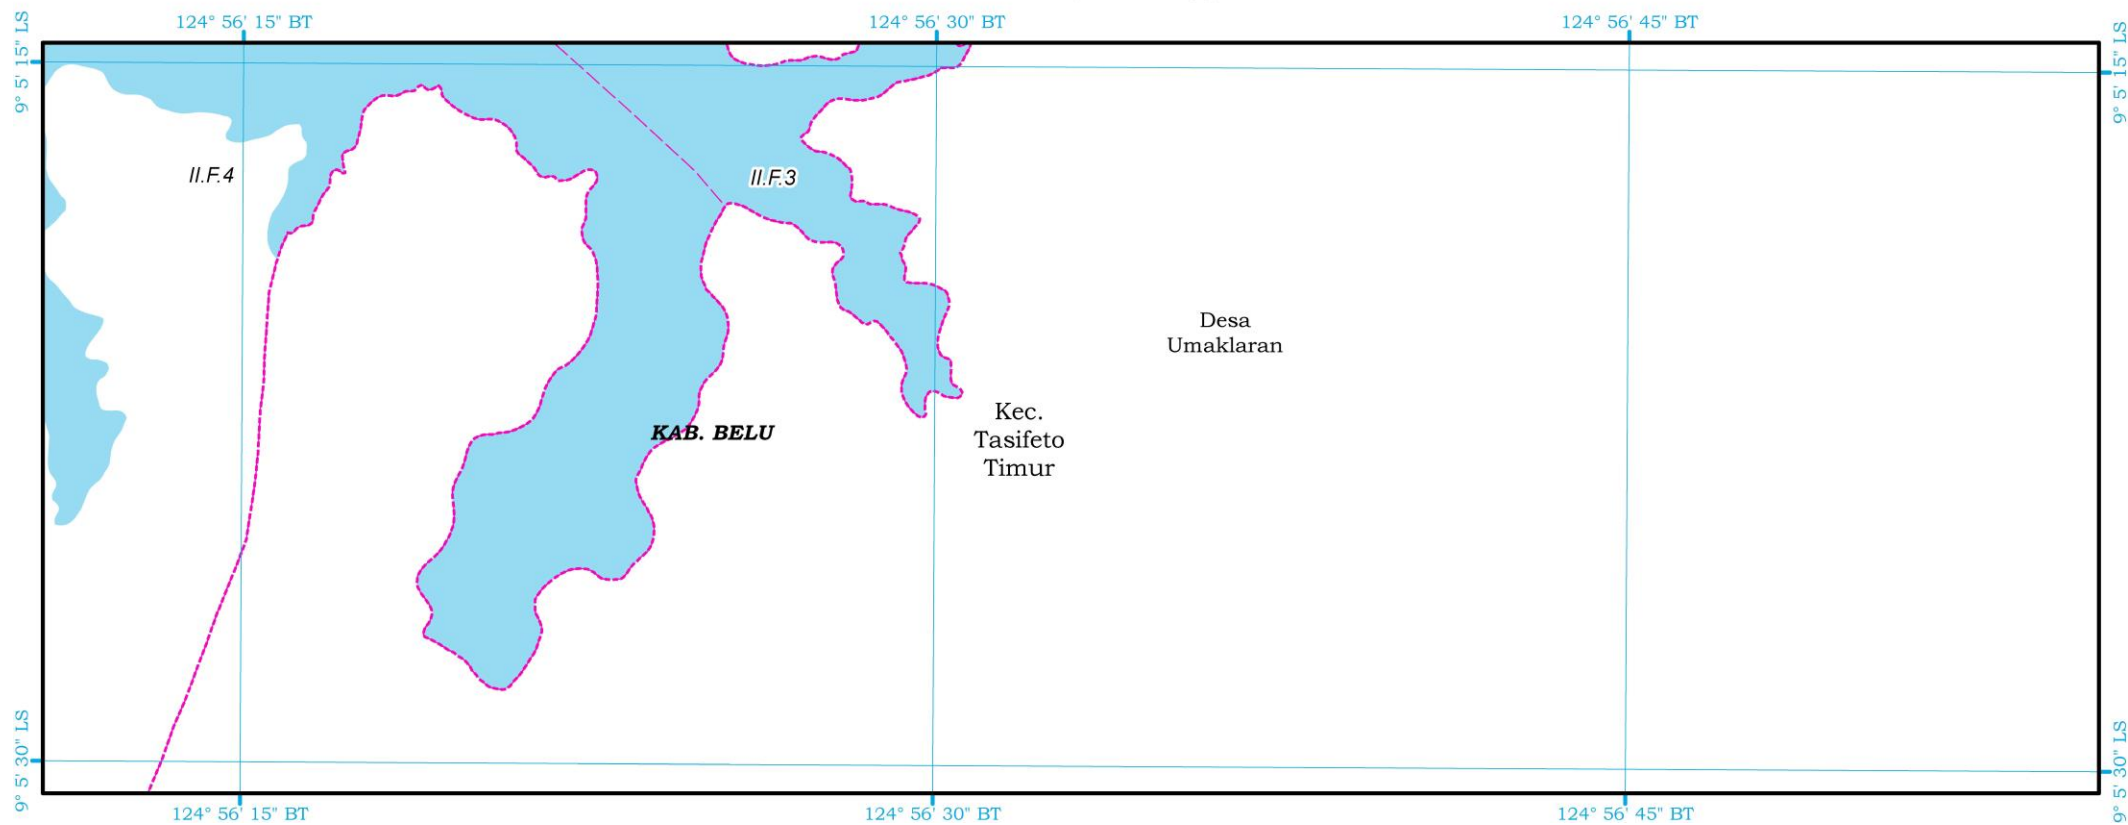 124° 56' 15" BT
124° 56' 30" BT
124° 56' 45" BT
9° 5' 15" LS
9° 5' 15" LS
II.F.4
II.F.3
Desa
Umaklaran
Kec.
Tasifeto
Timur
KAB. BELU
9° 5' 30" LS
9° 5' 30" LS
124° 56' 15" BT
124° 56' 30" BT
124° 56' 45" BT